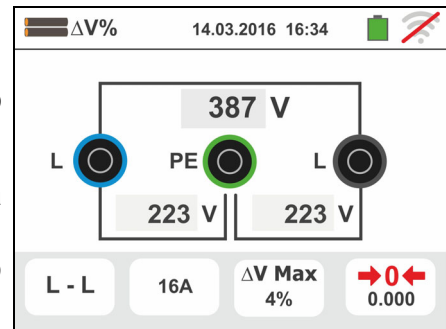 ΔV% 14.03.2016 16:34
387 V
L PE L
223 V 223 V
L - L 16A ΔV Max 4% →0← 0.000